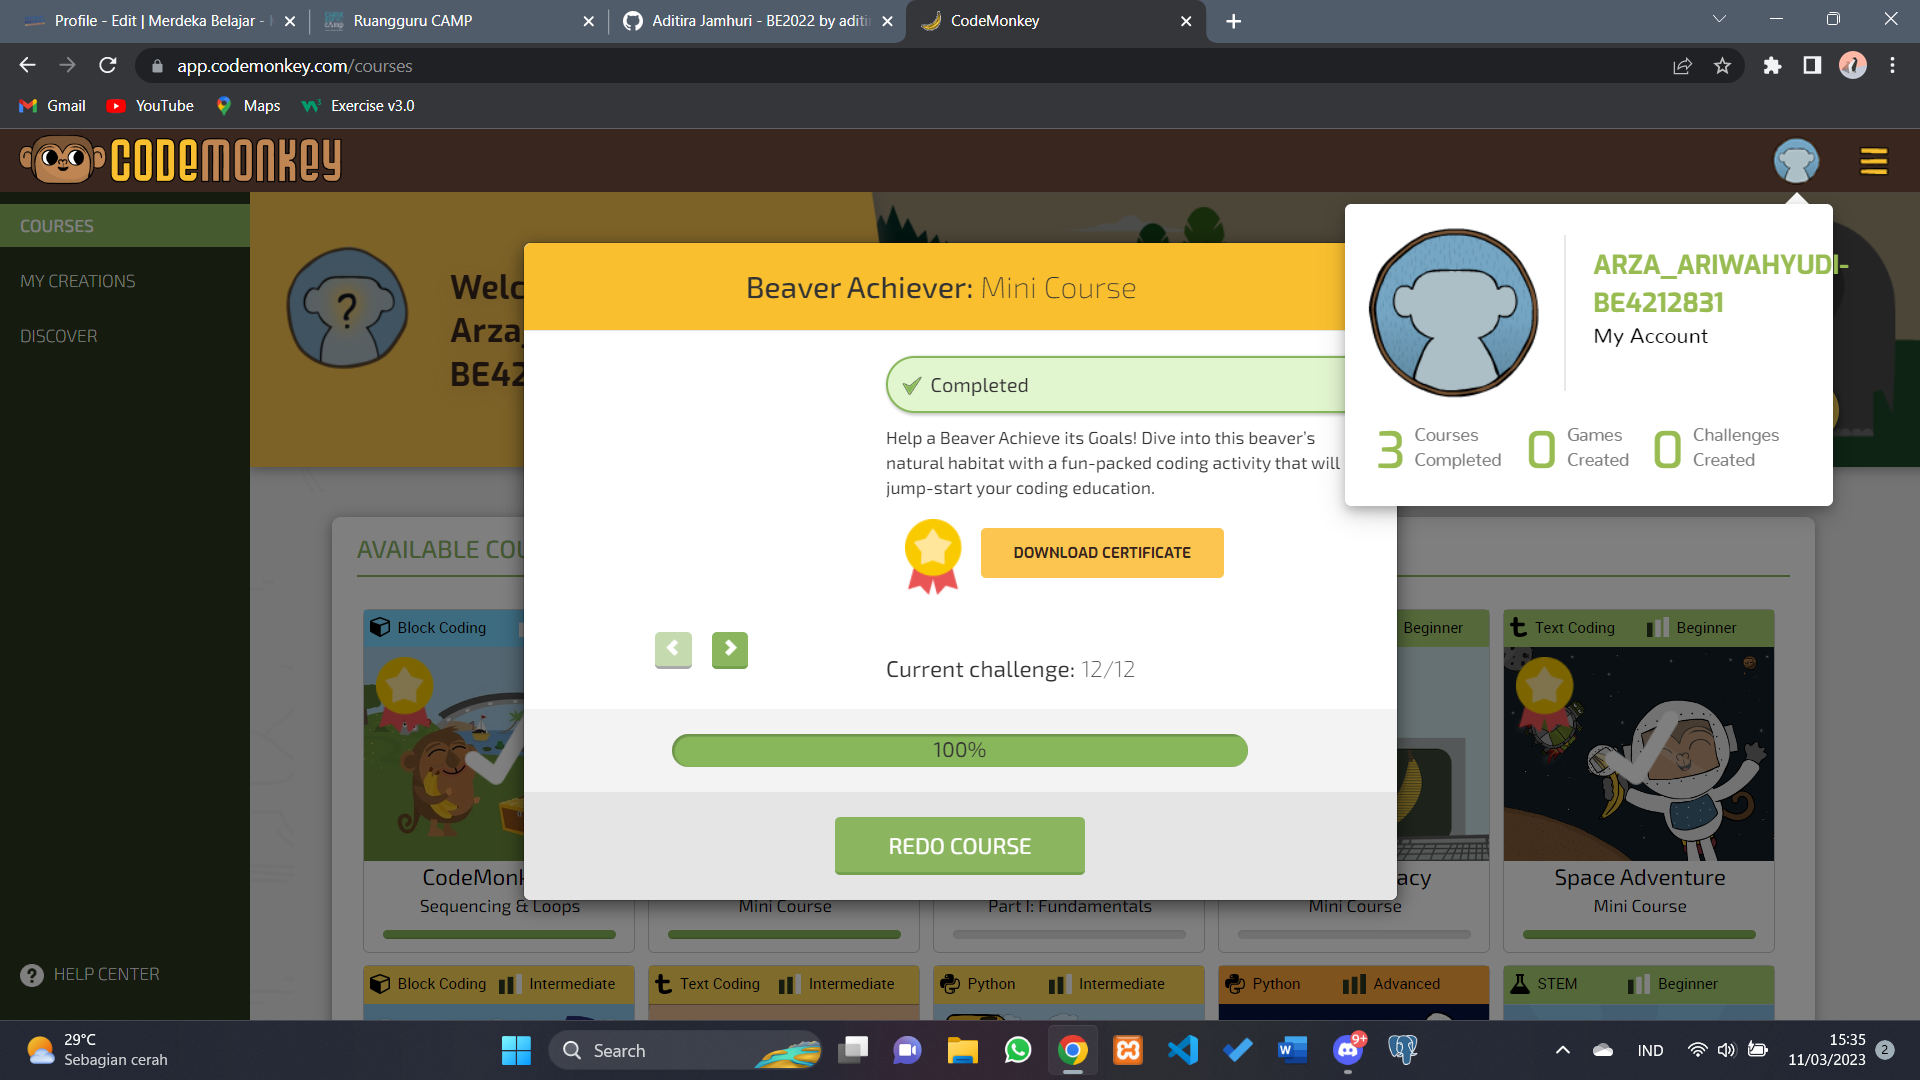 Profile - Edit | Merdeka Belajar -
Ruangguru CAMP
Aditira Jamhuri - BE2022 by aditir
CodeMonkey
app.codemonkey.com/courses
Gmail
YouTube
Maps
Exercise v3.0
CODEMONKEY
COURSES
MY CREATIONS
DISCOVER
HELP CENTER
Welc
Arza_
BE42
?
Beaver Achiever: Mini Course
Completed
Help a Beaver Achieve its Goals! Dive into this beaver's
natural habitat with a fun-packed coding activity that will
jump-start your coding education.
DOWNLOAD CERTIFICATE
Current challenge: 12/12
100%
REDO COURSE
ARZA_ARIWAHYUDI-
BE4212831
My Account
3 Courses Completed
0 Games Created
0 Challenges Created
AVAILABLE COU
Block Coding
Beginner
Text Coding Beginner
CodeMonk
Sequencing & Loops
Mini Course
Part I: Fundamentals
acy
Mini Course
Space Adventure
Mini Course
Block Coding Intermediate
Text Coding Intermediate
Python Intermediate
Python Advanced
STEM Beginner
29°C
Sebagian cerah
Search
9+
IND
15:35
11/03/2023
2